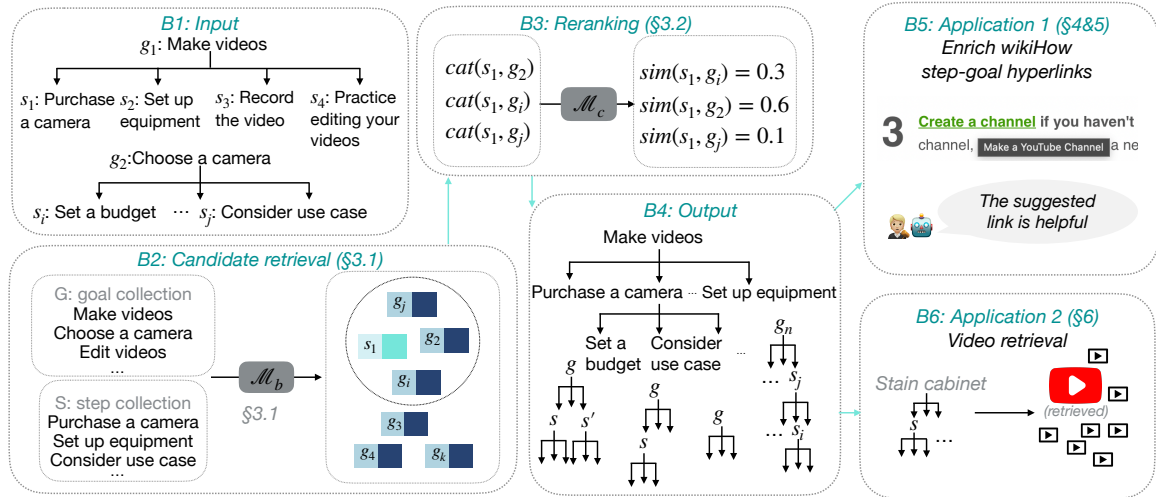 B1: Input
g₁: Make videos
s₁: Purchase a camera
s₂: Set up equipment
s₃: Record the video
s₄: Practice editing your videos
g₂:Choose a camera
sᵢ: Set a budget
···
sⱼ: Consider use case
B2: Candidate retrieval (§3.1)
G: goal collection
Make videos
Choose a camera
Edit videos
...
S: step collection
Purchase a camera
Set up equipment
Consider use case
...
ℳ_b
§3.1
gⱼ
s₁
g₂
gᵢ
g₃
g₄
gₖ
B3: Reranking (§3.2)
cat(s₁, g₂)
cat(s₁, gᵢ)
cat(s₁, gⱼ)
ℳ_c
sim(s₁, gᵢ) = 0.3
sim(s₁, g₂) = 0.6
sim(s₁, gⱼ) = 0.1
B4: Output
Make videos
Purchase a camera ··· Set up equipment
Set a budget
Consider use case
...
gₙ
g
s
s'
g
s
g
... sⱼ
... sᵢ
B5: Application 1 (§4&5)
Enrich wikiHow
step-goal hyperlinks
3
Create a channel if you haven't
channel, Make a YouTube Channel a ne
The suggested
link is helpful
B6: Application 2 (§6)
Video retrieval
Stain cabinet
s
...
(retrieved)